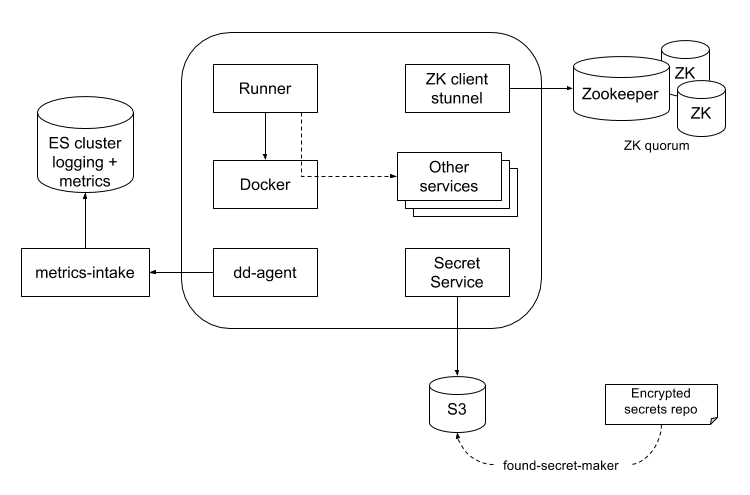 Runner
ZK client
stunnel
Zookeeper
ZK
ZK
ZK quorum
ES cluster
logging +
metrics
Docker
Other
services
metrics-intake
dd-agent
Secret
Service
S3
Encrypted
secrets repo
found-secret-maker